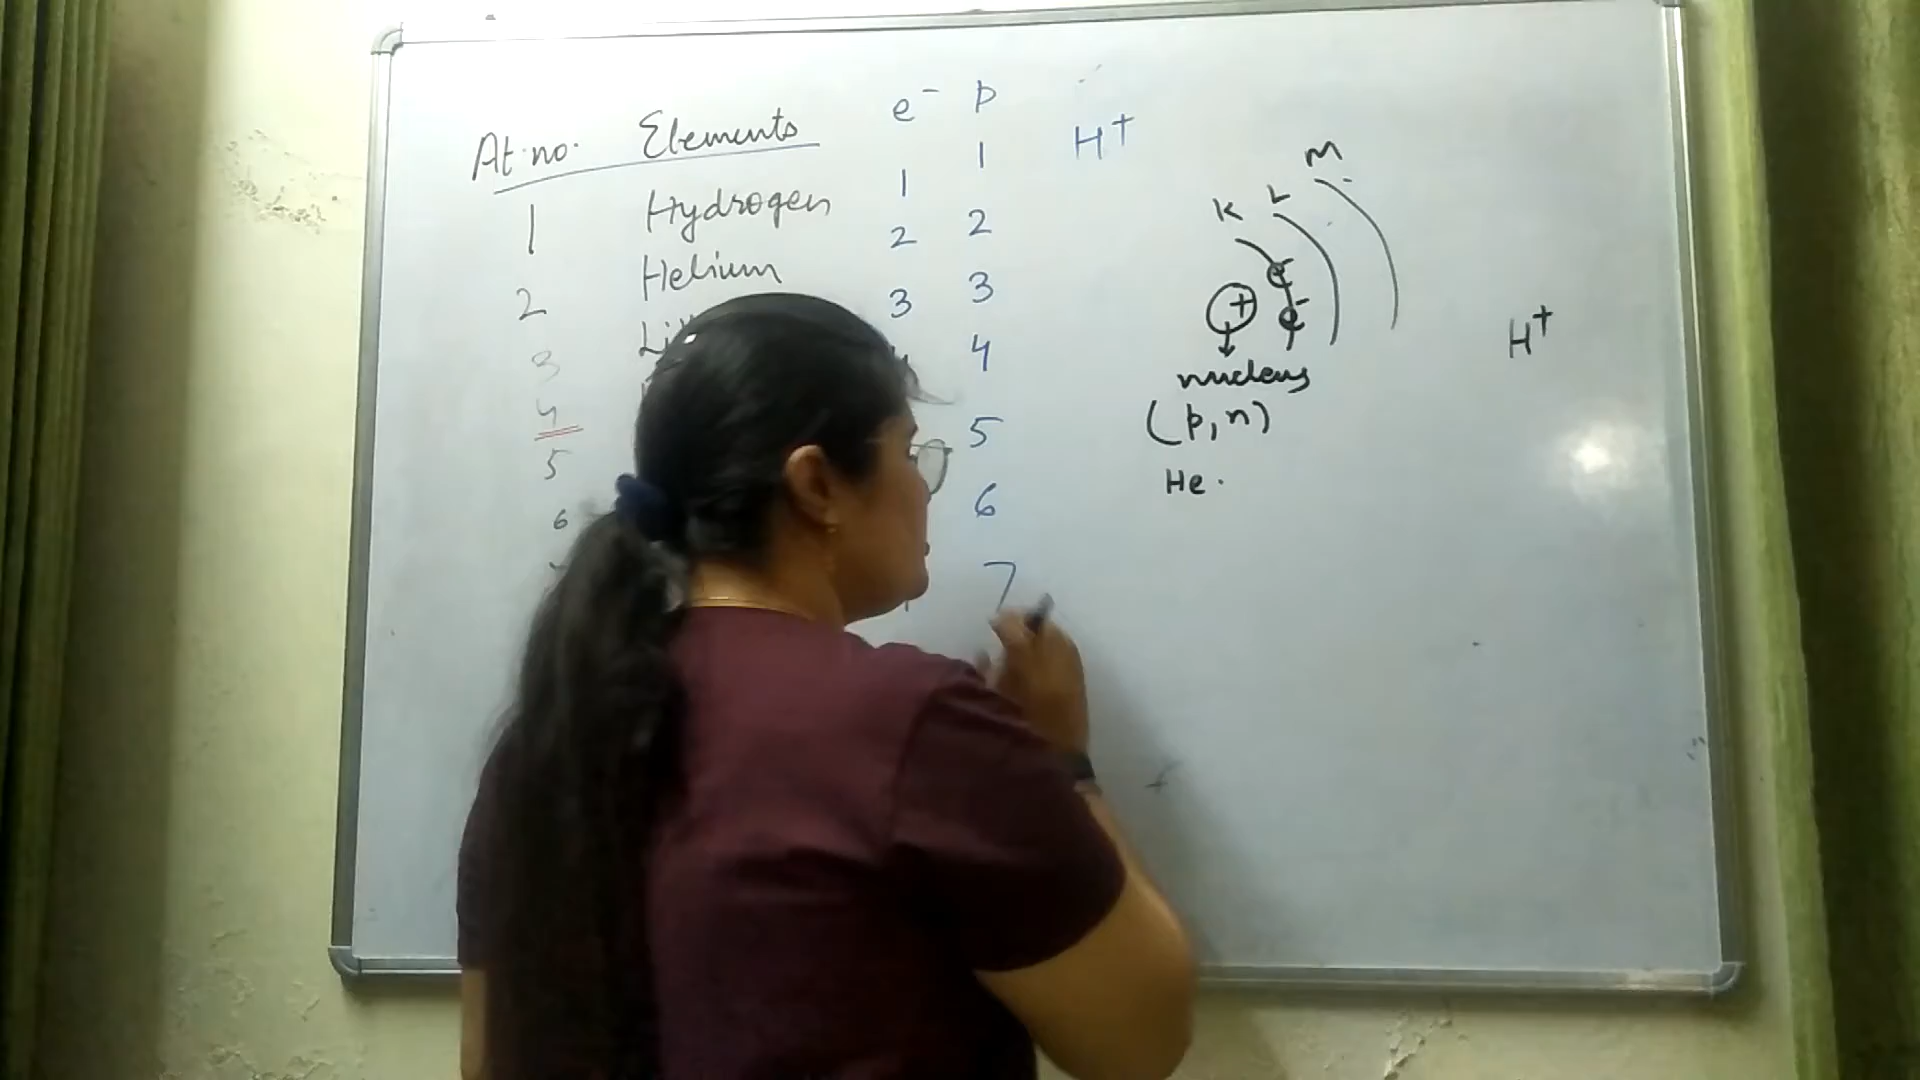 At. no. Elements e⁻ p
1 Hydrogen 1 1 H⁺
2 Helium 2 2
3 Li 3 3
4 4
5 5
6 6
7
K L M
+
e⁻
e⁻
nucleus
(p, n)
He.
H⁺